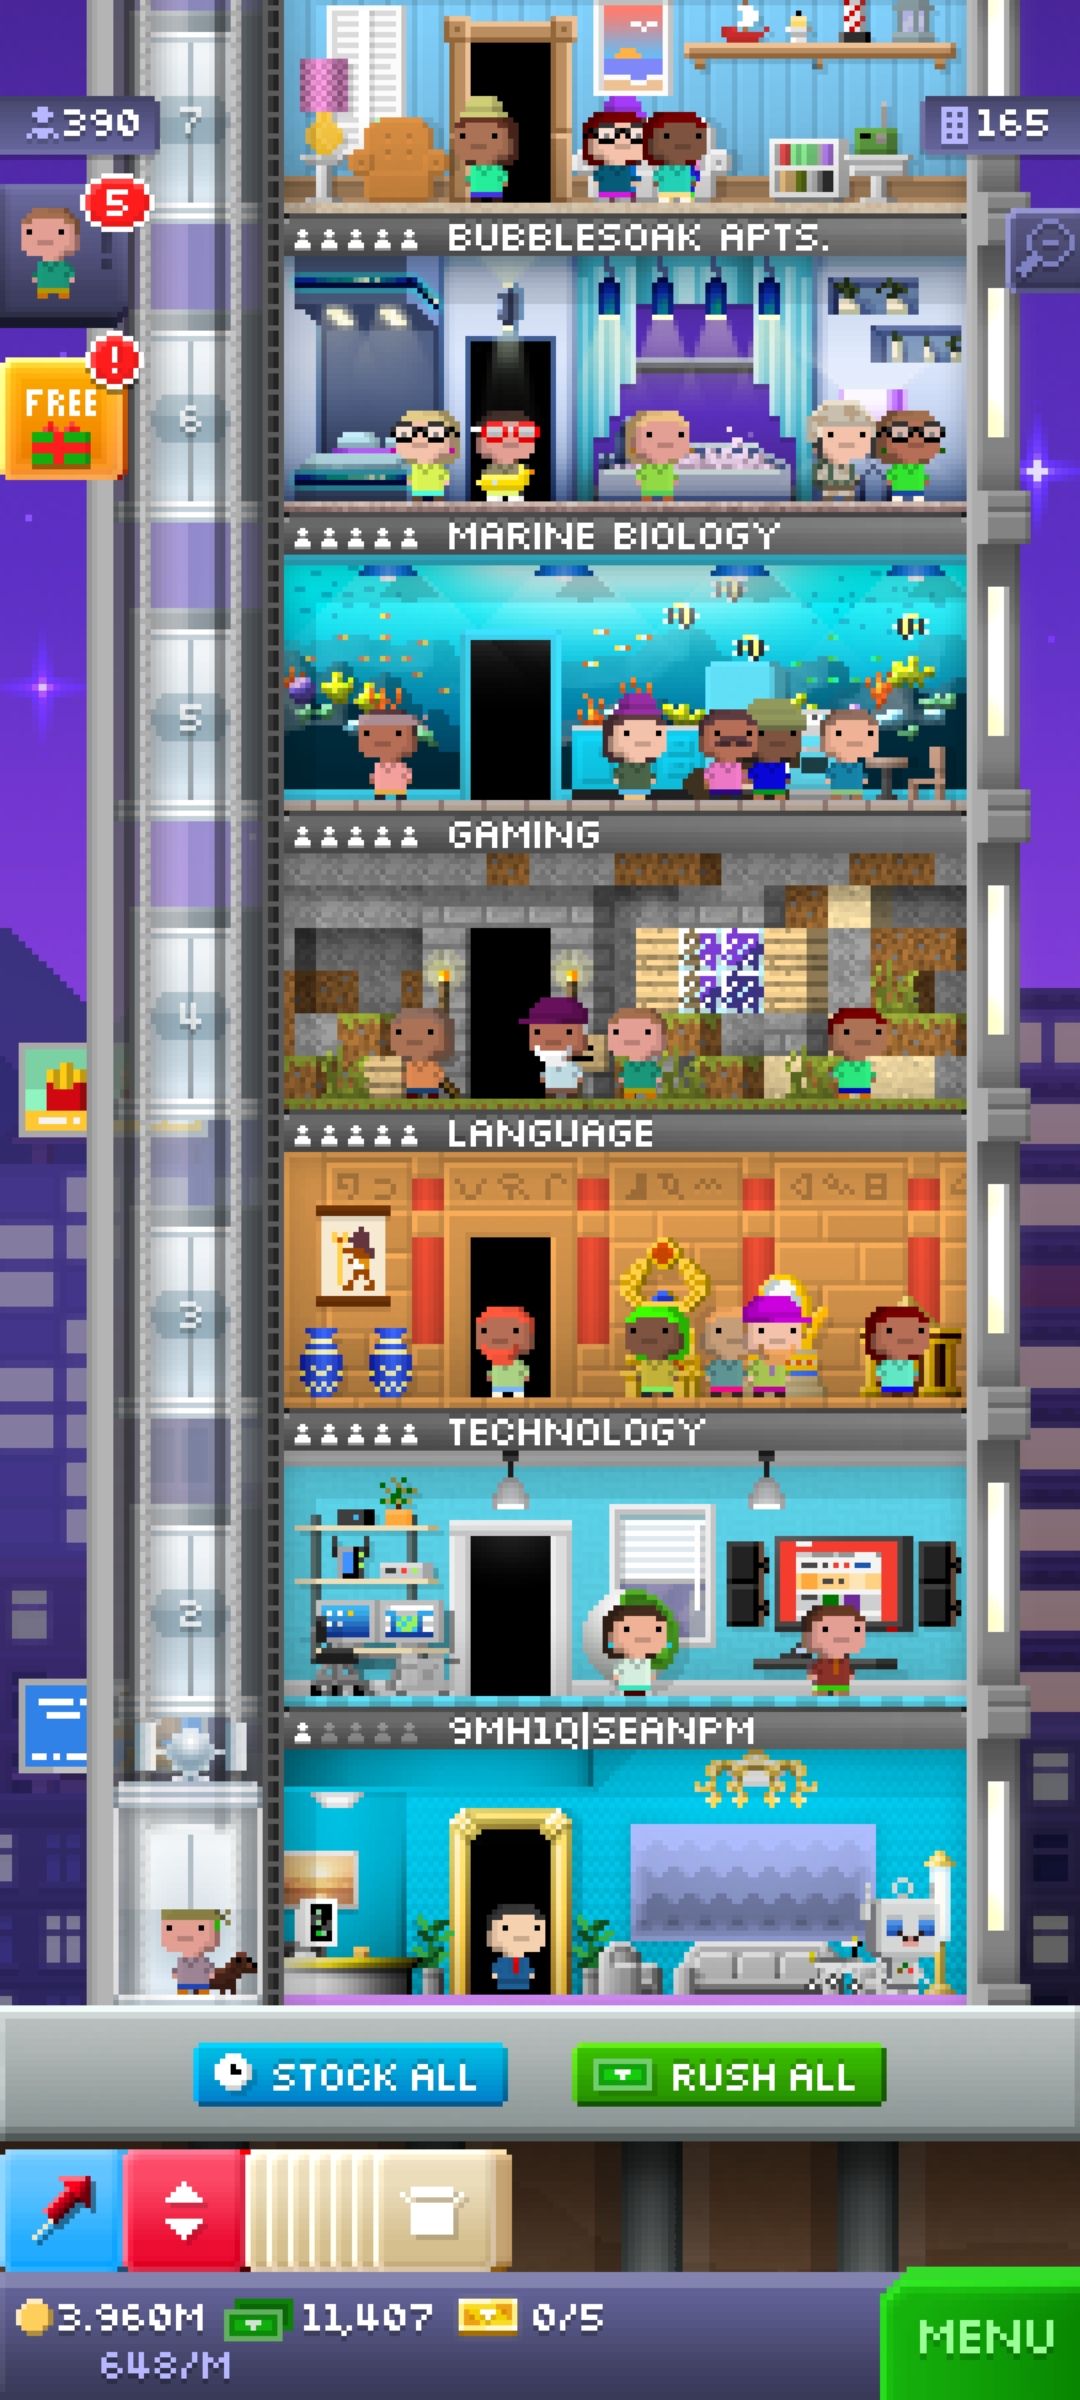 7
390
165
5
BUBBLESOAK APTS.
!
FREE
6
MARINE BIOLOGY
5
GAMING
4
LANGUAGE
3
TECHNOLOGY
2
9MH1Q|SEANPM
STOCK ALL
RUSH ALL
3.960M
11,407
0/5
648/M
MENU